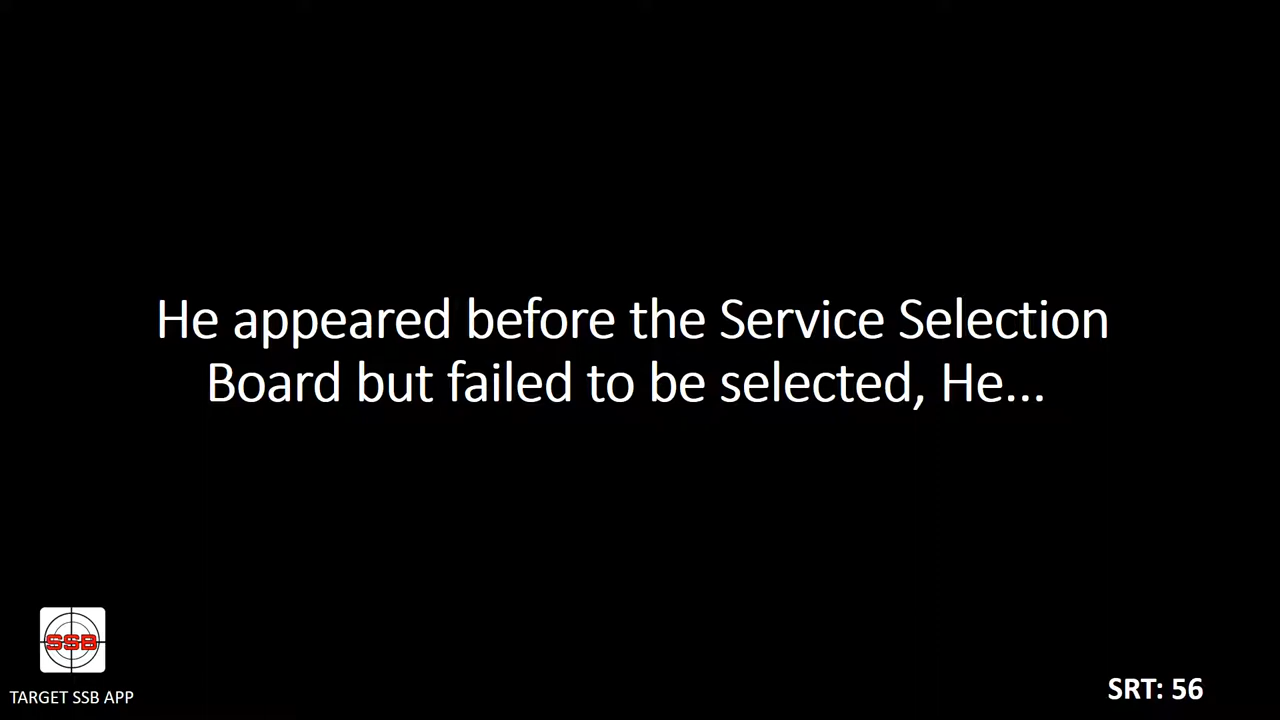 He appeared before the Service Selection
Board but failed to be selected, He...
SSB
TARGET SSB APP
SRT: 56